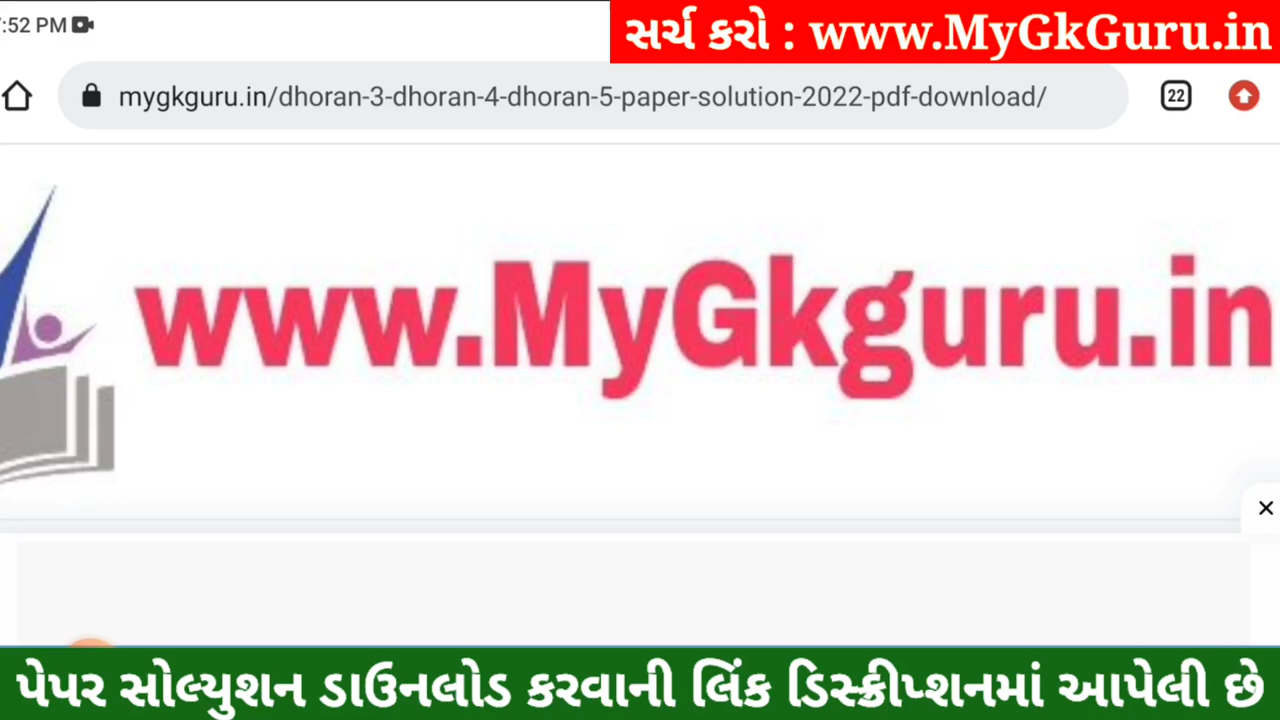 :52 PM
સર્ચ કરો : www.MyGkGuru.in
mygkguru.in/dhoran-3-dhoran-4-dhoran-5-paper-solution-2022-pdf-download/
22
www.MyGkguru.in
પેપર સોલ્યુશન ડાઉનલોડ કરવાની લિંક ડિસ્ક્રીપ્શનમાં આપેલી છે